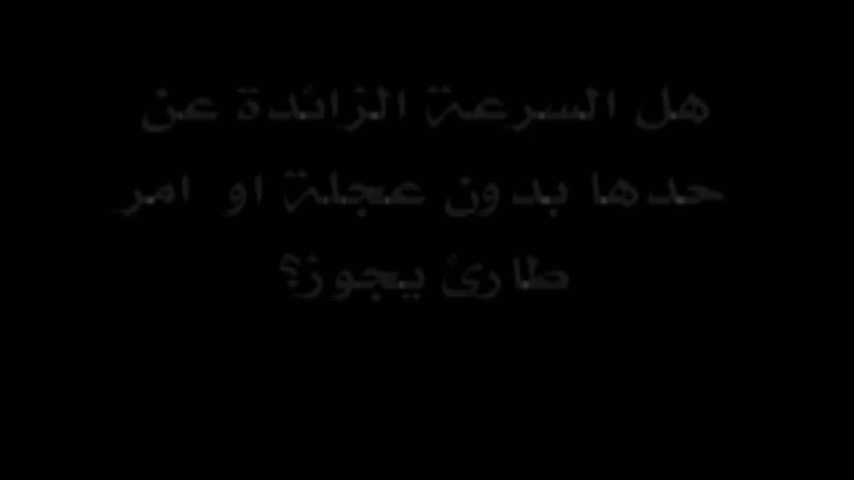 هل السرعة الزائدة عن
حدها بدون عجلة او امر
طارئ يجوز؟